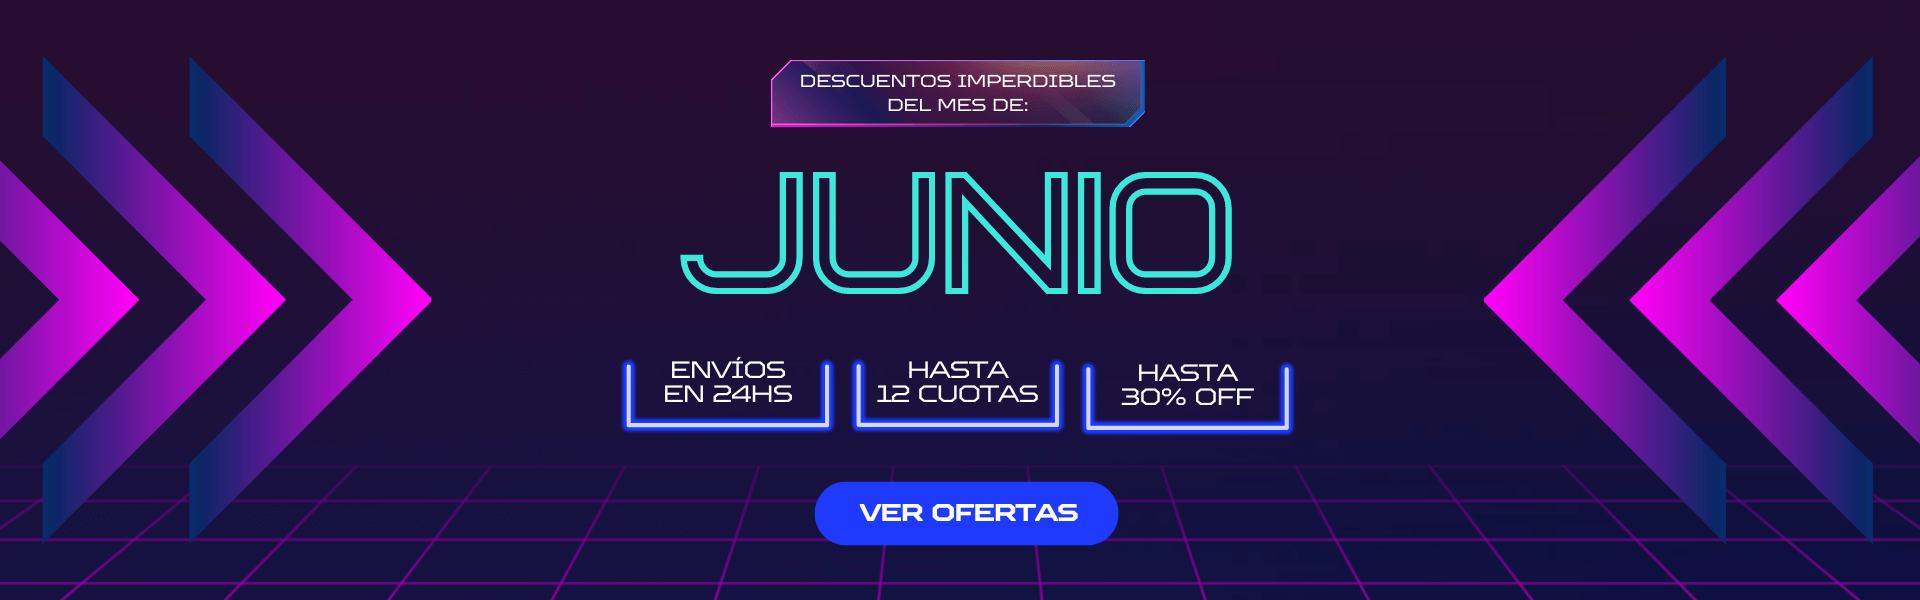 DESCUENTOS IMPERDIBLES
DEL MES DE:
JUNIO
ENVÍOS
EN 24HS
HASTA
12 CUOTAS
HASTA
30% OFF
VER OFERTAS